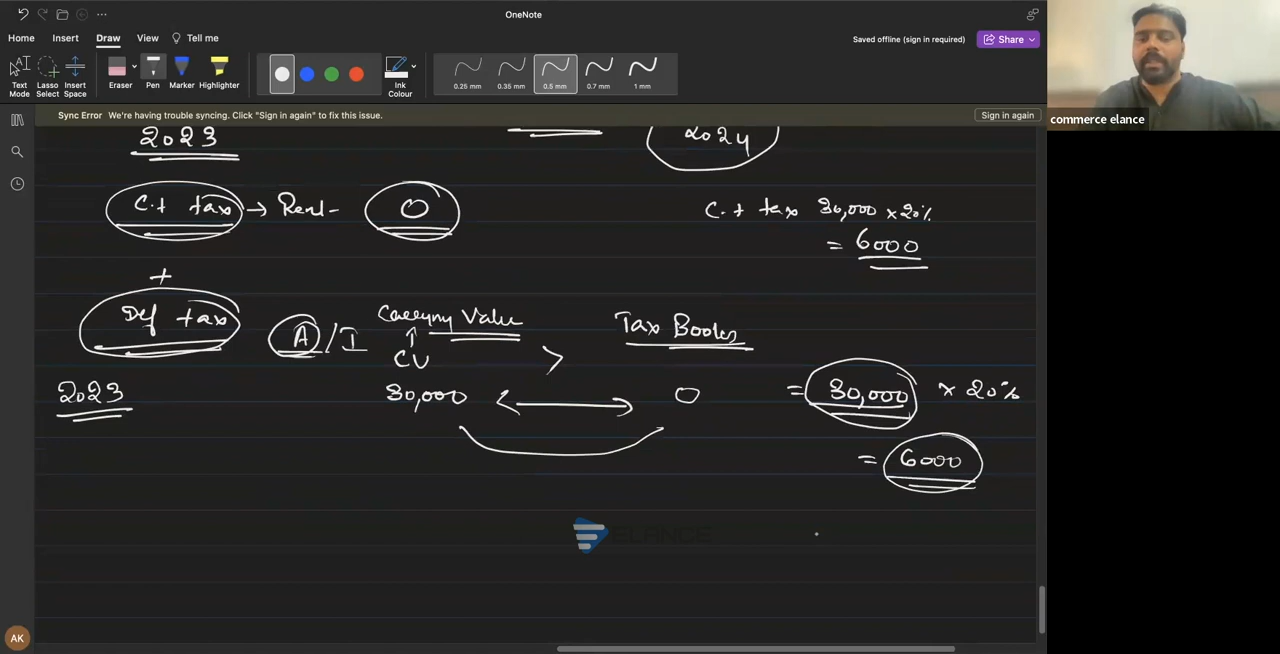 OneNote
Home Insert Draw View Tell me
Saved offline (sign in required)
Share
Text Mode
Lasso Select
Insert Space
Eraser
Pen
Marker
Highlighter
Ink Colour
0.25 mm
0.35 mm
0.5 mm
0.7 mm
1 mm
Sync Error We're having trouble syncing. Click "Sign in again" to fix this issue.
Sign in again
commerce elance
2023
2024
C.t tax → Rent - 0
C.t tax 30,000 x 20%
= 6000
+
Def tax A/I Carryng Value Tax Books
↑
CV >
2023 30,000 0 = 30,000 x 20%
= 6000
ELANCE
AK